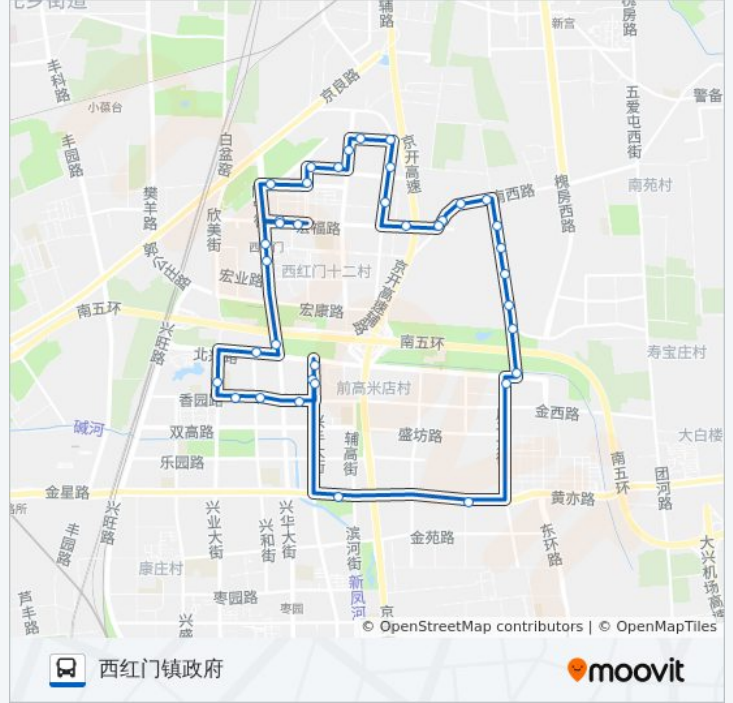 辅路
新宫
槐房路
丰科路
京良路
五爱屯西街
警备
小葆台
丰园路
白盆窑
京开高速
南苑村
南西路
槐房西路
樊羊路
欣美街
宏福路
西红门
郭公庄路
宏业路
西红门十二村
京开高速辅路
宏康路
南五环
南五环
兴旺路
寿宝庄村
前高米店村
香园路
金西路
碱河
双高路
盛坊路
大白楼
乐园路
辅高街
南五环
团河路
金星路
黄亦路
兴旺路
兴业大街
兴和街
兴华大街
滨河街
金苑路
东环路
丰园路
大兴机场高速
康庄村
新凤河
枣园路
枣园
芦丰路
© OpenStreetMap contributors | © OpenMapTiles
西红门镇政府
moovit